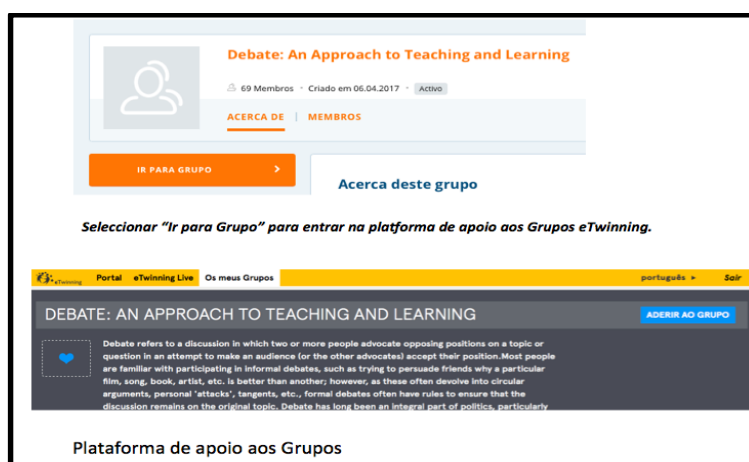 Debate: An Approach to Teaching and Learning
69 Membros • Criado em 06.04.2017 • Activo
ACERCA DE | MEMBROS
IR PARA GRUPO >
Acerca deste grupo
Seleccionar “Ir para Grupo” para entrar na platforma de apoio aos Grupos eTwinning.
eTwinning Portal eTwinning Live Os meus Grupos português Sair
DEBATE: AN APPROACH TO TEACHING AND LEARNING
ADERIR AO GRUPO
Debate refers to a discussion in which two or more people advocate opposing positions on a topic or
question in an attempt to make an audience (or the other advocates) accept their position.Most people
are familiar with participating in informal debates, such as trying to persuade friends why a particular
film, song, book, artist, etc. is better than another; however, as these often devolve into circular
arguments, personal 'attacks', tangents, etc., formal debates often have rules to ensure that the
discussion remains on the original topic. Debate has long been an integral part of politics, particularly
Plataforma de apoio aos Grupos